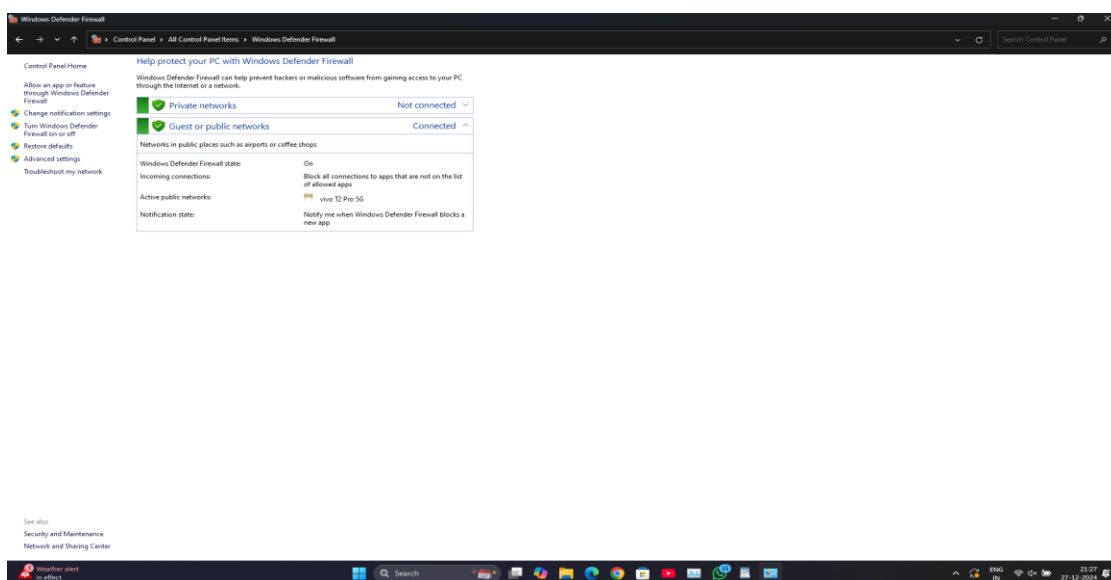 Windows Defender Firewall
Control Panel > All Control Panel Items > Windows Defender Firewall
Search Control Panel
Control Panel Home
Allow an app or feature
through Windows Defender
Firewall
Change notification settings
Turn Windows Defender
Firewall on or off
Restore defaults
Advanced settings
Troubleshoot my network
Help protect your PC with Windows Defender Firewall
Windows Defender Firewall can help prevent hackers or malicious software from gaining access to your PC
through the Internet or a network.
Private networks Not connected
Guest or public networks Connected
Networks in public places such as airports or coffee shops
Windows Defender Firewall state: On
Incoming connections: Block all connections to apps that are not on the list
of allowed apps
Active public networks: vivo T2 Pro 5G
Notification state: Notify me when Windows Defender Firewall blocks a
new app
See also
Security and Maintenance
Network and Sharing Center
Weather alert
In effect
Search
ENG
IN
21:27
27-12-2024